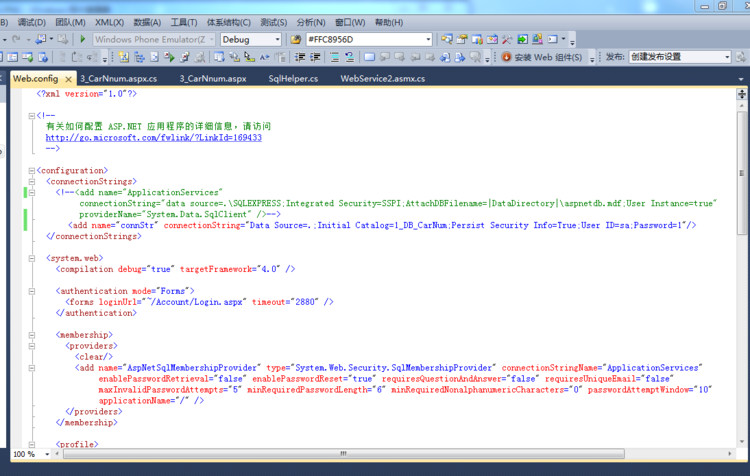 B) 调试(D) 团队(M) XML(X) 数据(A) 工具(T) 体系结构(C) 测试(S) 分析(N) 窗口(W) 帮助(H)
Windows Phone Emulator(Z Debug #FFC8956D
安装 Web 组件(S) 发布: 创建发布设置
Web.config 3_CarNnum.aspx.cs 3_CarNnum.aspx SqlHelper.cs WebService2.asmx.cs
<?xml version="1.0"?>
<!--
有关如何配置 ASP.NET 应用程序的详细信息，请访问
http://go.microsoft.com/fwlink/?LinkId=169433
-->
<configuration>
<connectionStrings>
<!--<add name="ApplicationServices"
connectionString="data source=.\SQLEXPRESS;Integrated Security=SSPI;AttachDBFilename=|DataDirectory|\aspnetdb.mdf;User Instance=true"
providerName="System.Data.SqlClient" />-->
<add name="connStr" connectionString="Data Source=.;Initial Catalog=1_DB_CarNum;Persist Security Info=True;User ID=sa;Password=1"/>
</connectionStrings>
<system.web>
<compilation debug="true" targetFramework="4.0" />
<authentication mode="Forms">
<forms loginUrl="~/Account/Login.aspx" timeout="2880" />
</authentication>
<membership>
<providers>
<clear/>
<add name="AspNetSqlMembershipProvider" type="System.Web.Security.SqlMembershipProvider" connectionStringName="ApplicationServices"
enablePasswordRetrieval="false" enablePasswordReset="true" requiresQuestionAndAnswer="false" requiresUniqueEmail="false"
maxInvalidPasswordAttempts="5" minRequiredPasswordLength="6" minRequiredNonalphanumericCharacters="0" passwordAttemptWindow="10"
applicationName="/" />
</providers>
</membership>
<profile>
100 %